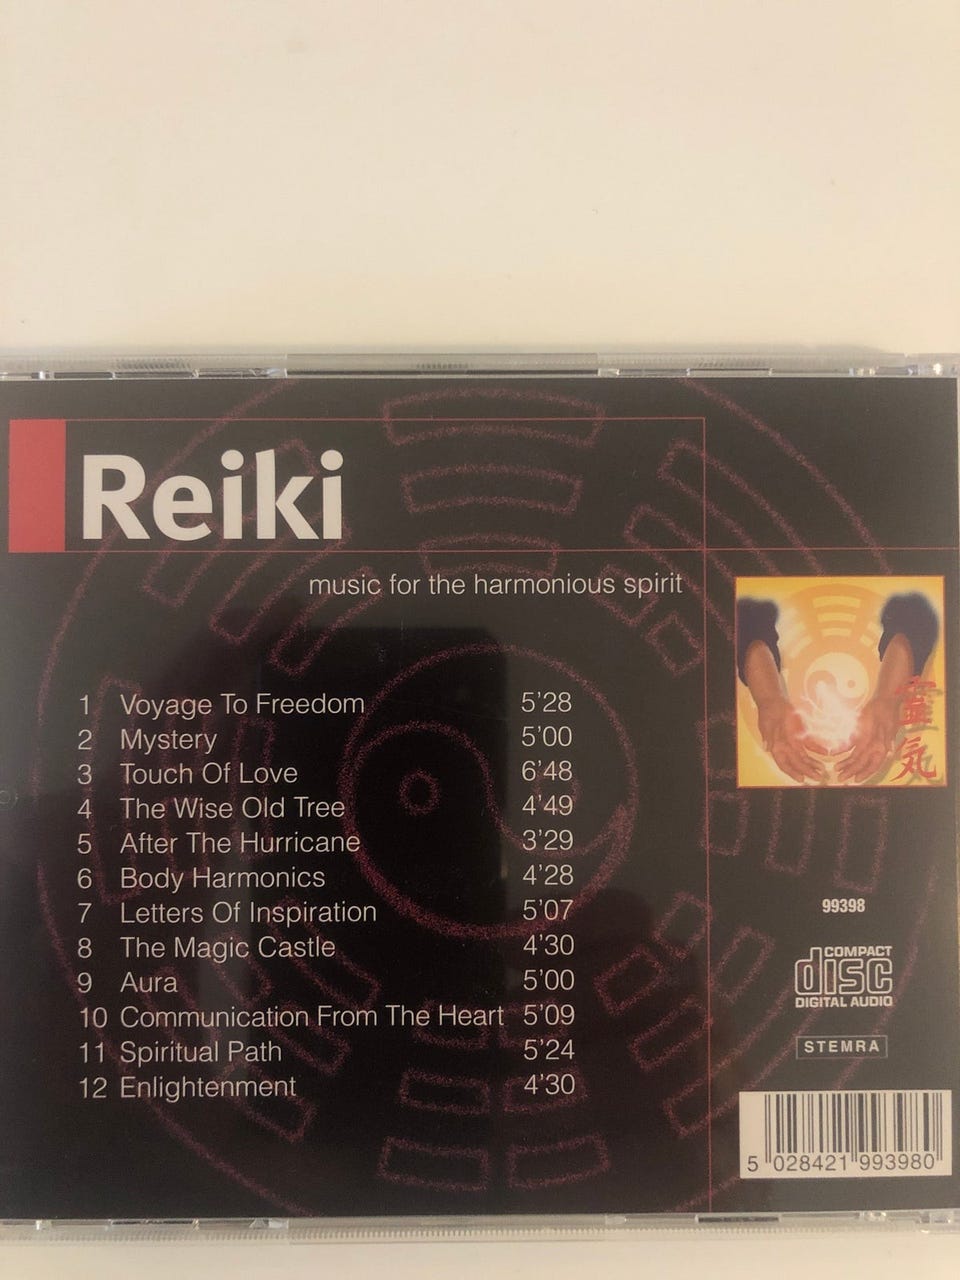 Reiki
music for the harmonious spirit
1 Voyage To Freedom 5'28
2 Mystery 5'00
3 Touch Of Love 6'48
4 The Wise Old Tree 4'49
5 After The Hurricane 3'29
6 Body Harmonics 4'28
7 Letters Of Inspiration 5'07
8 The Magic Castle 4'30
9 Aura 5'00
10 Communication From The Heart 5'09
11 Spiritual Path 5'24
12 Enlightenment 4'30
霊
気
99398
COMPACT
disc
DIGITAL AUDIO
STEMRA
5 028421 993980